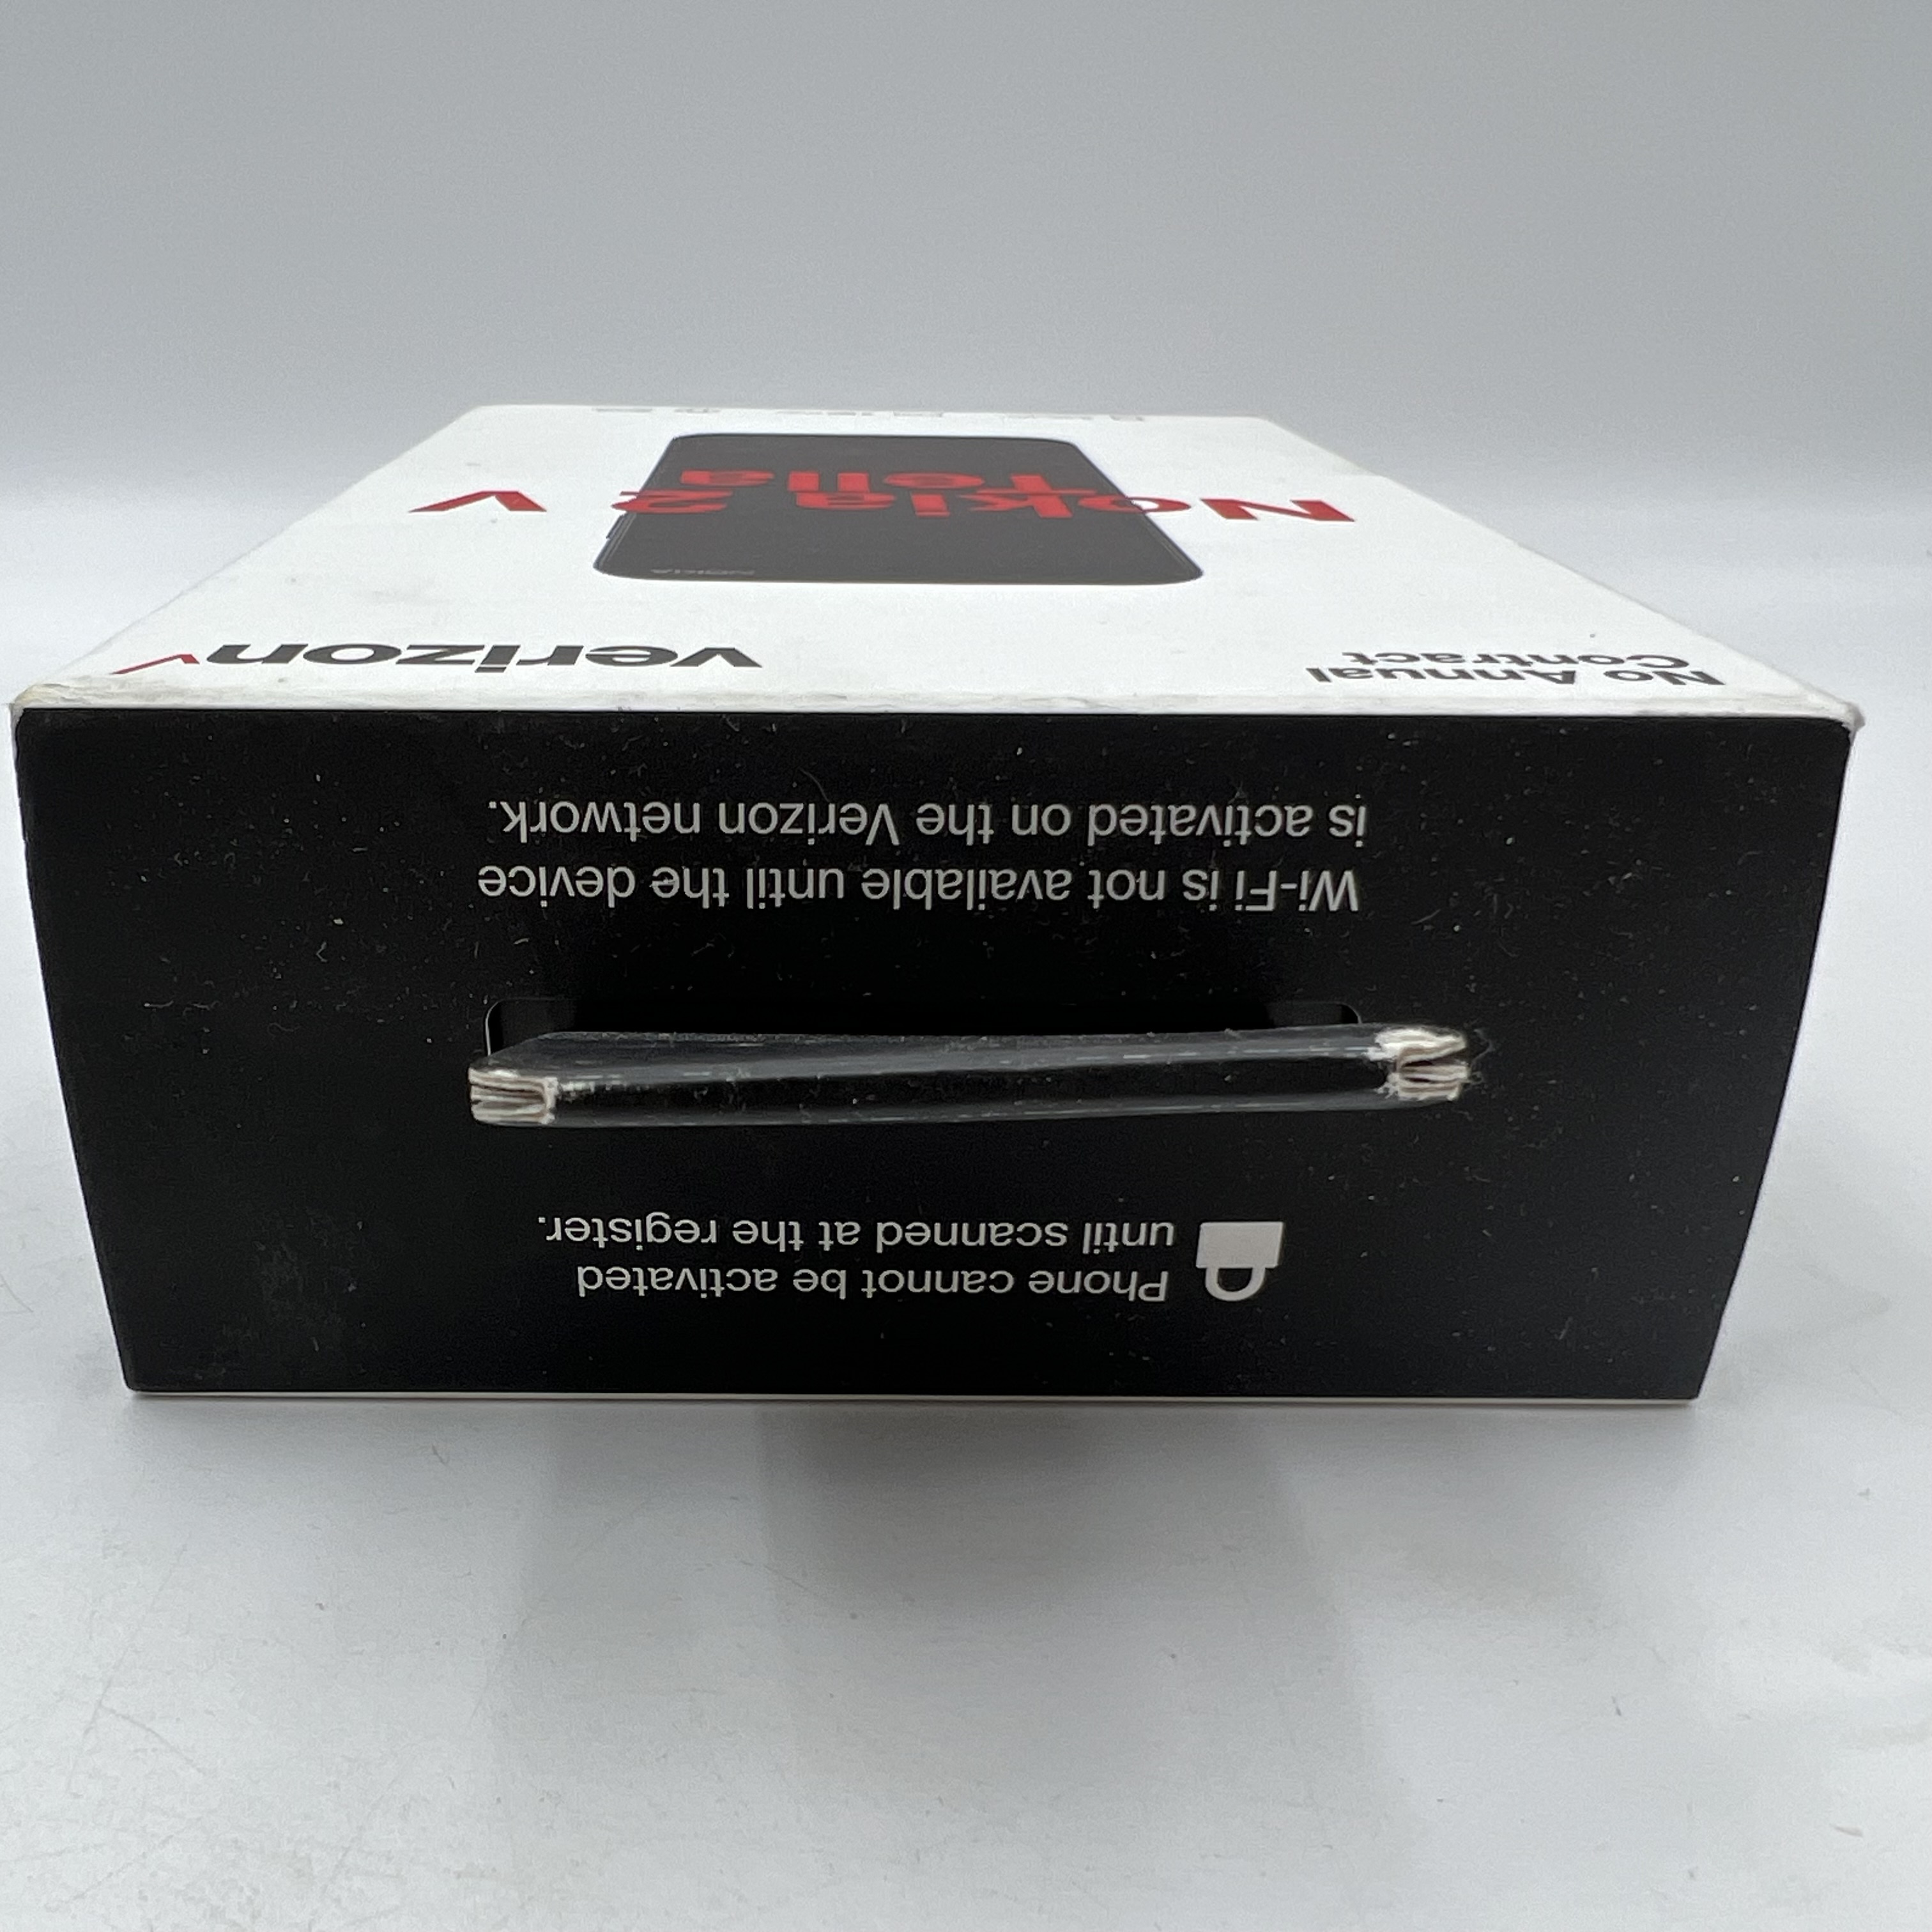 Phone cannot be activated
until scanned at the register.
Wi-Fi is not available until the device
is activated on the Verizon network.
No Annual
Contract
verizon✓
NOKIA
Nokia 2 V
Tella